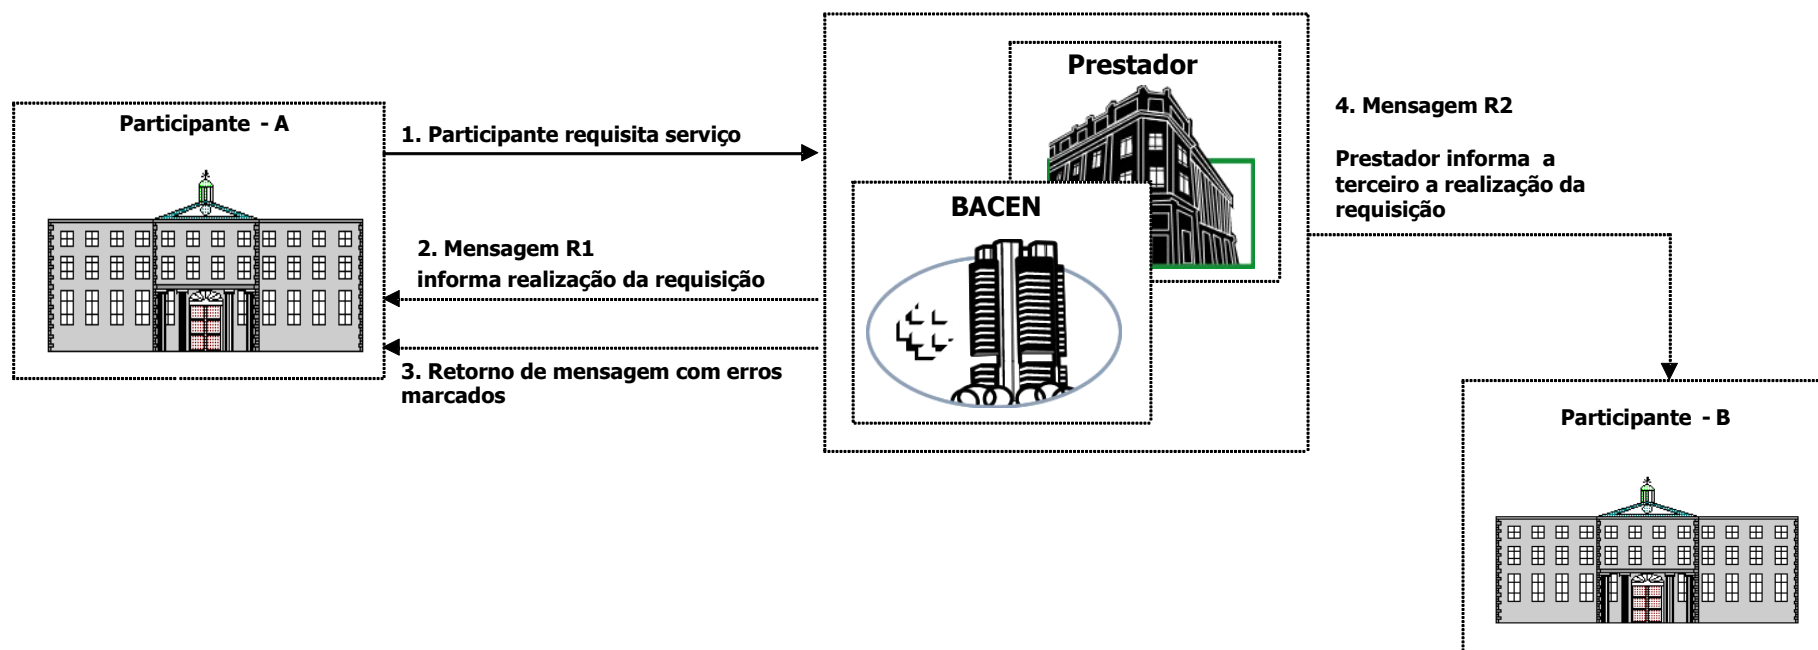 Participante - A
1. Participante requisita serviço
2. Mensagem R1
informa realização da requisição
3. Retorno de mensagem com erros
marcados
Prestador
BACEN
4. Mensagem R2
Prestador informa a
terceiro a realização da
requisição
Participante - B